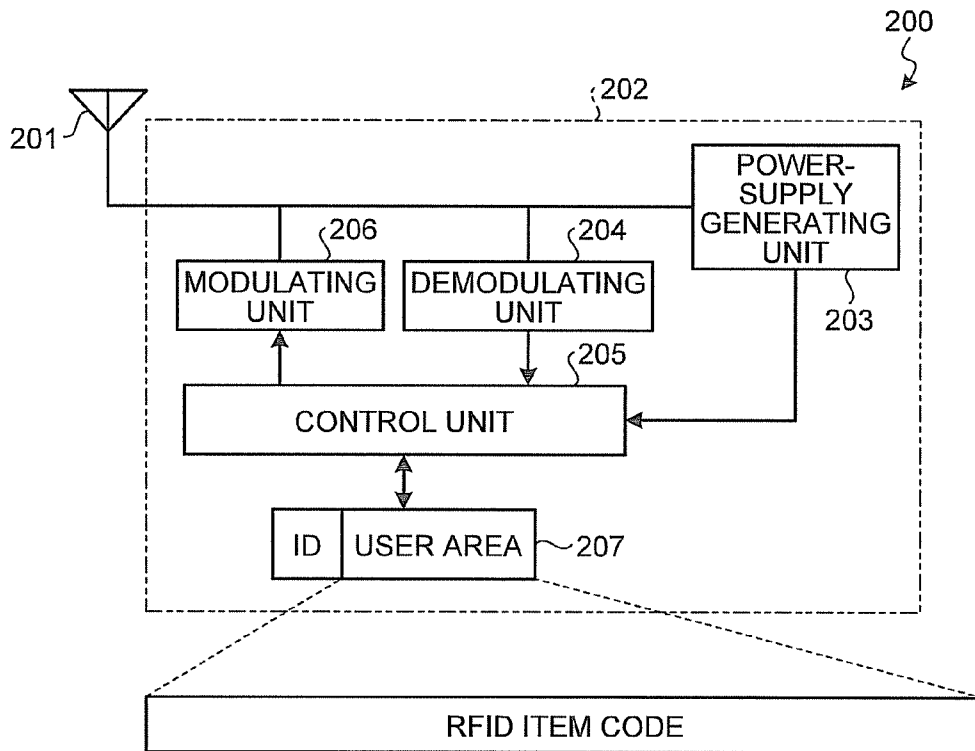 200
202
201
POWER-
SUPPLY
GENERATING
UNIT
206
204
MODULATING
UNIT
DEMODULATING
UNIT
203
205
CONTROL UNIT
ID
USER AREA
207
RFID ITEM CODE